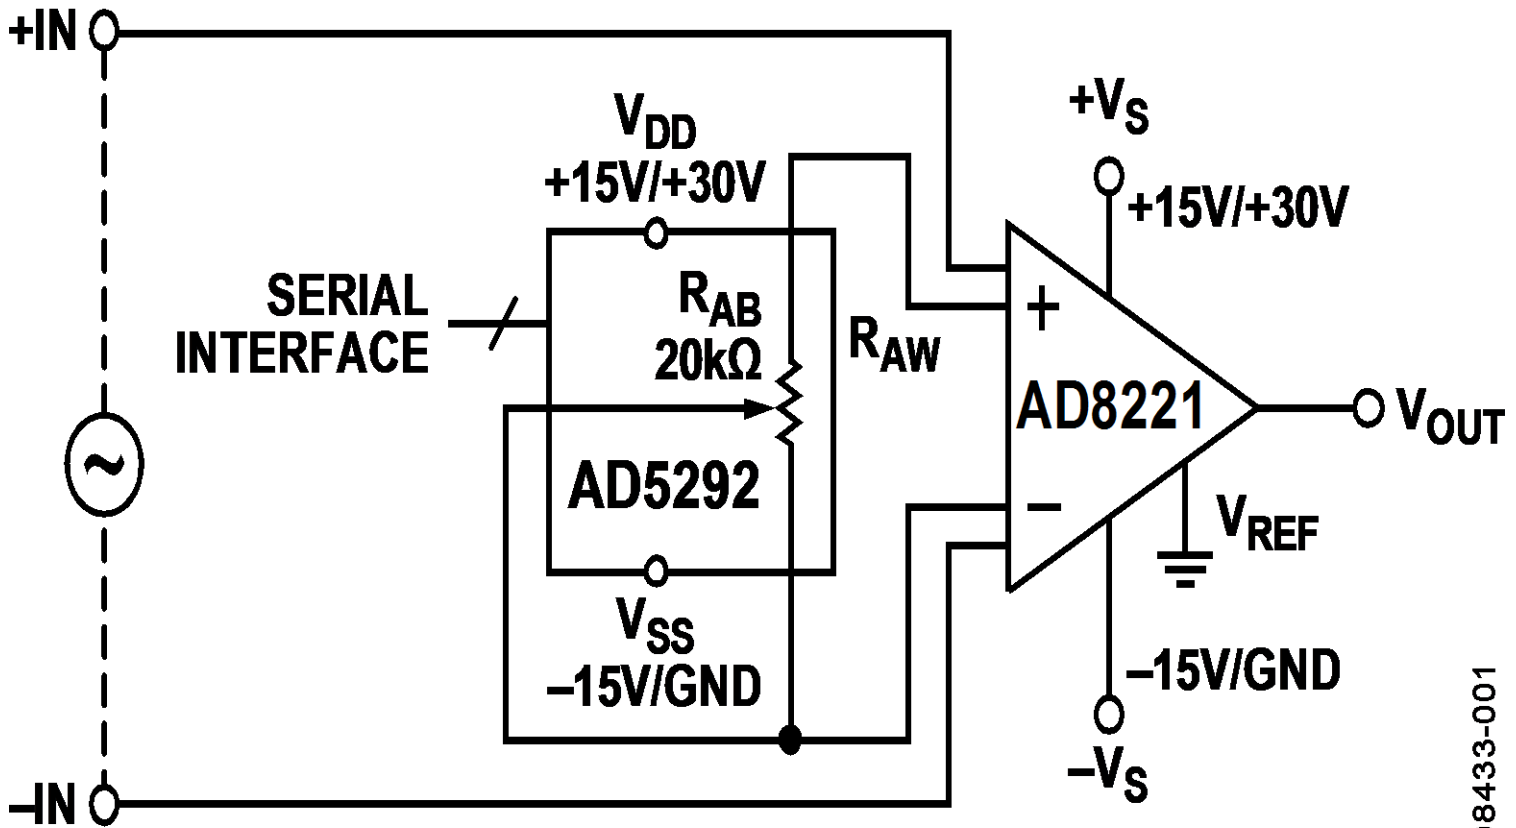 +IN
+VS
VDD
+15V/+30V
+15V/+30V
SERIAL
INTERFACE
RAB
20kΩ
RAW
+
AD8221
VOUT
AD5292
−
VREF
VSS
–15V/GND
–15V/GND
–VS
–IN
8433-001